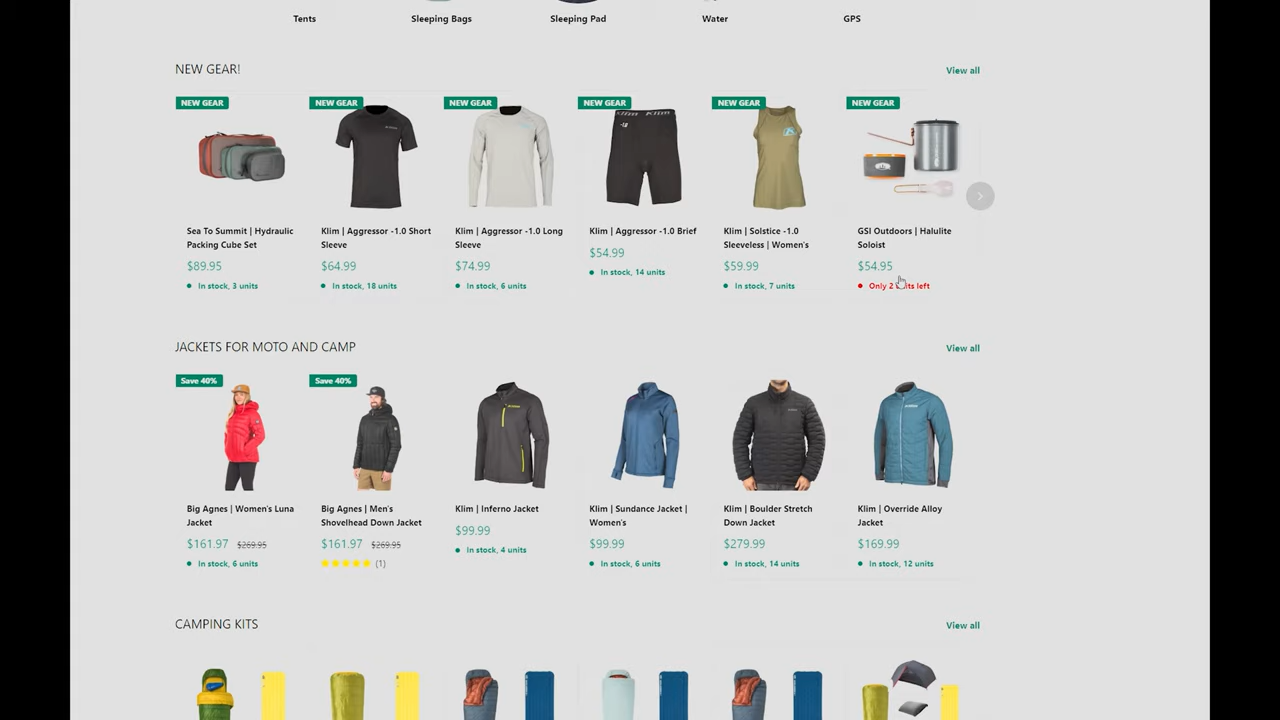 Tents
Sleeping Bags
Sleeping Pad
Water
GPS
NEW GEAR!
View all
NEW GEAR
NEW GEAR
NEW GEAR
NEW GEAR
NEW GEAR
NEW GEAR
Klim
Klim
Sea To Summit | Hydraulic
Packing Cube Set
$89.95
In stock, 3 units
Klim | Aggressor -1.0 Short
Sleeve
$64.99
In stock, 18 units
Klim | Aggressor -1.0 Long
Sleeve
$74.99
In stock, 6 units
Klim | Aggressor -1.0 Brief
$54.99
In stock, 14 units
Klim | Solstice -1.0
Sleeveless | Women's
$59.99
In stock, 7 units
GSI Outdoors | Halulite
Soloist
$54.95
Only 2 units left
JACKETS FOR MOTO AND CAMP
View all
Save 40%
Save 40%
Big Agnes | Women's Luna
Jacket
$161.97 $269.95
In stock, 6 units
Big Agnes | Men's
Shovelhead Down Jacket
$161.97 $269.95
(1)
Klim | Inferno Jacket
$99.99
In stock, 4 units
Klim | Sundance Jacket |
Women's
$99.99
In stock, 6 units
Klim | Boulder Stretch
Down Jacket
$279.99
In stock, 14 units
Klim | Override Alloy
Jacket
$169.99
In stock, 12 units
CAMPING KITS
View all